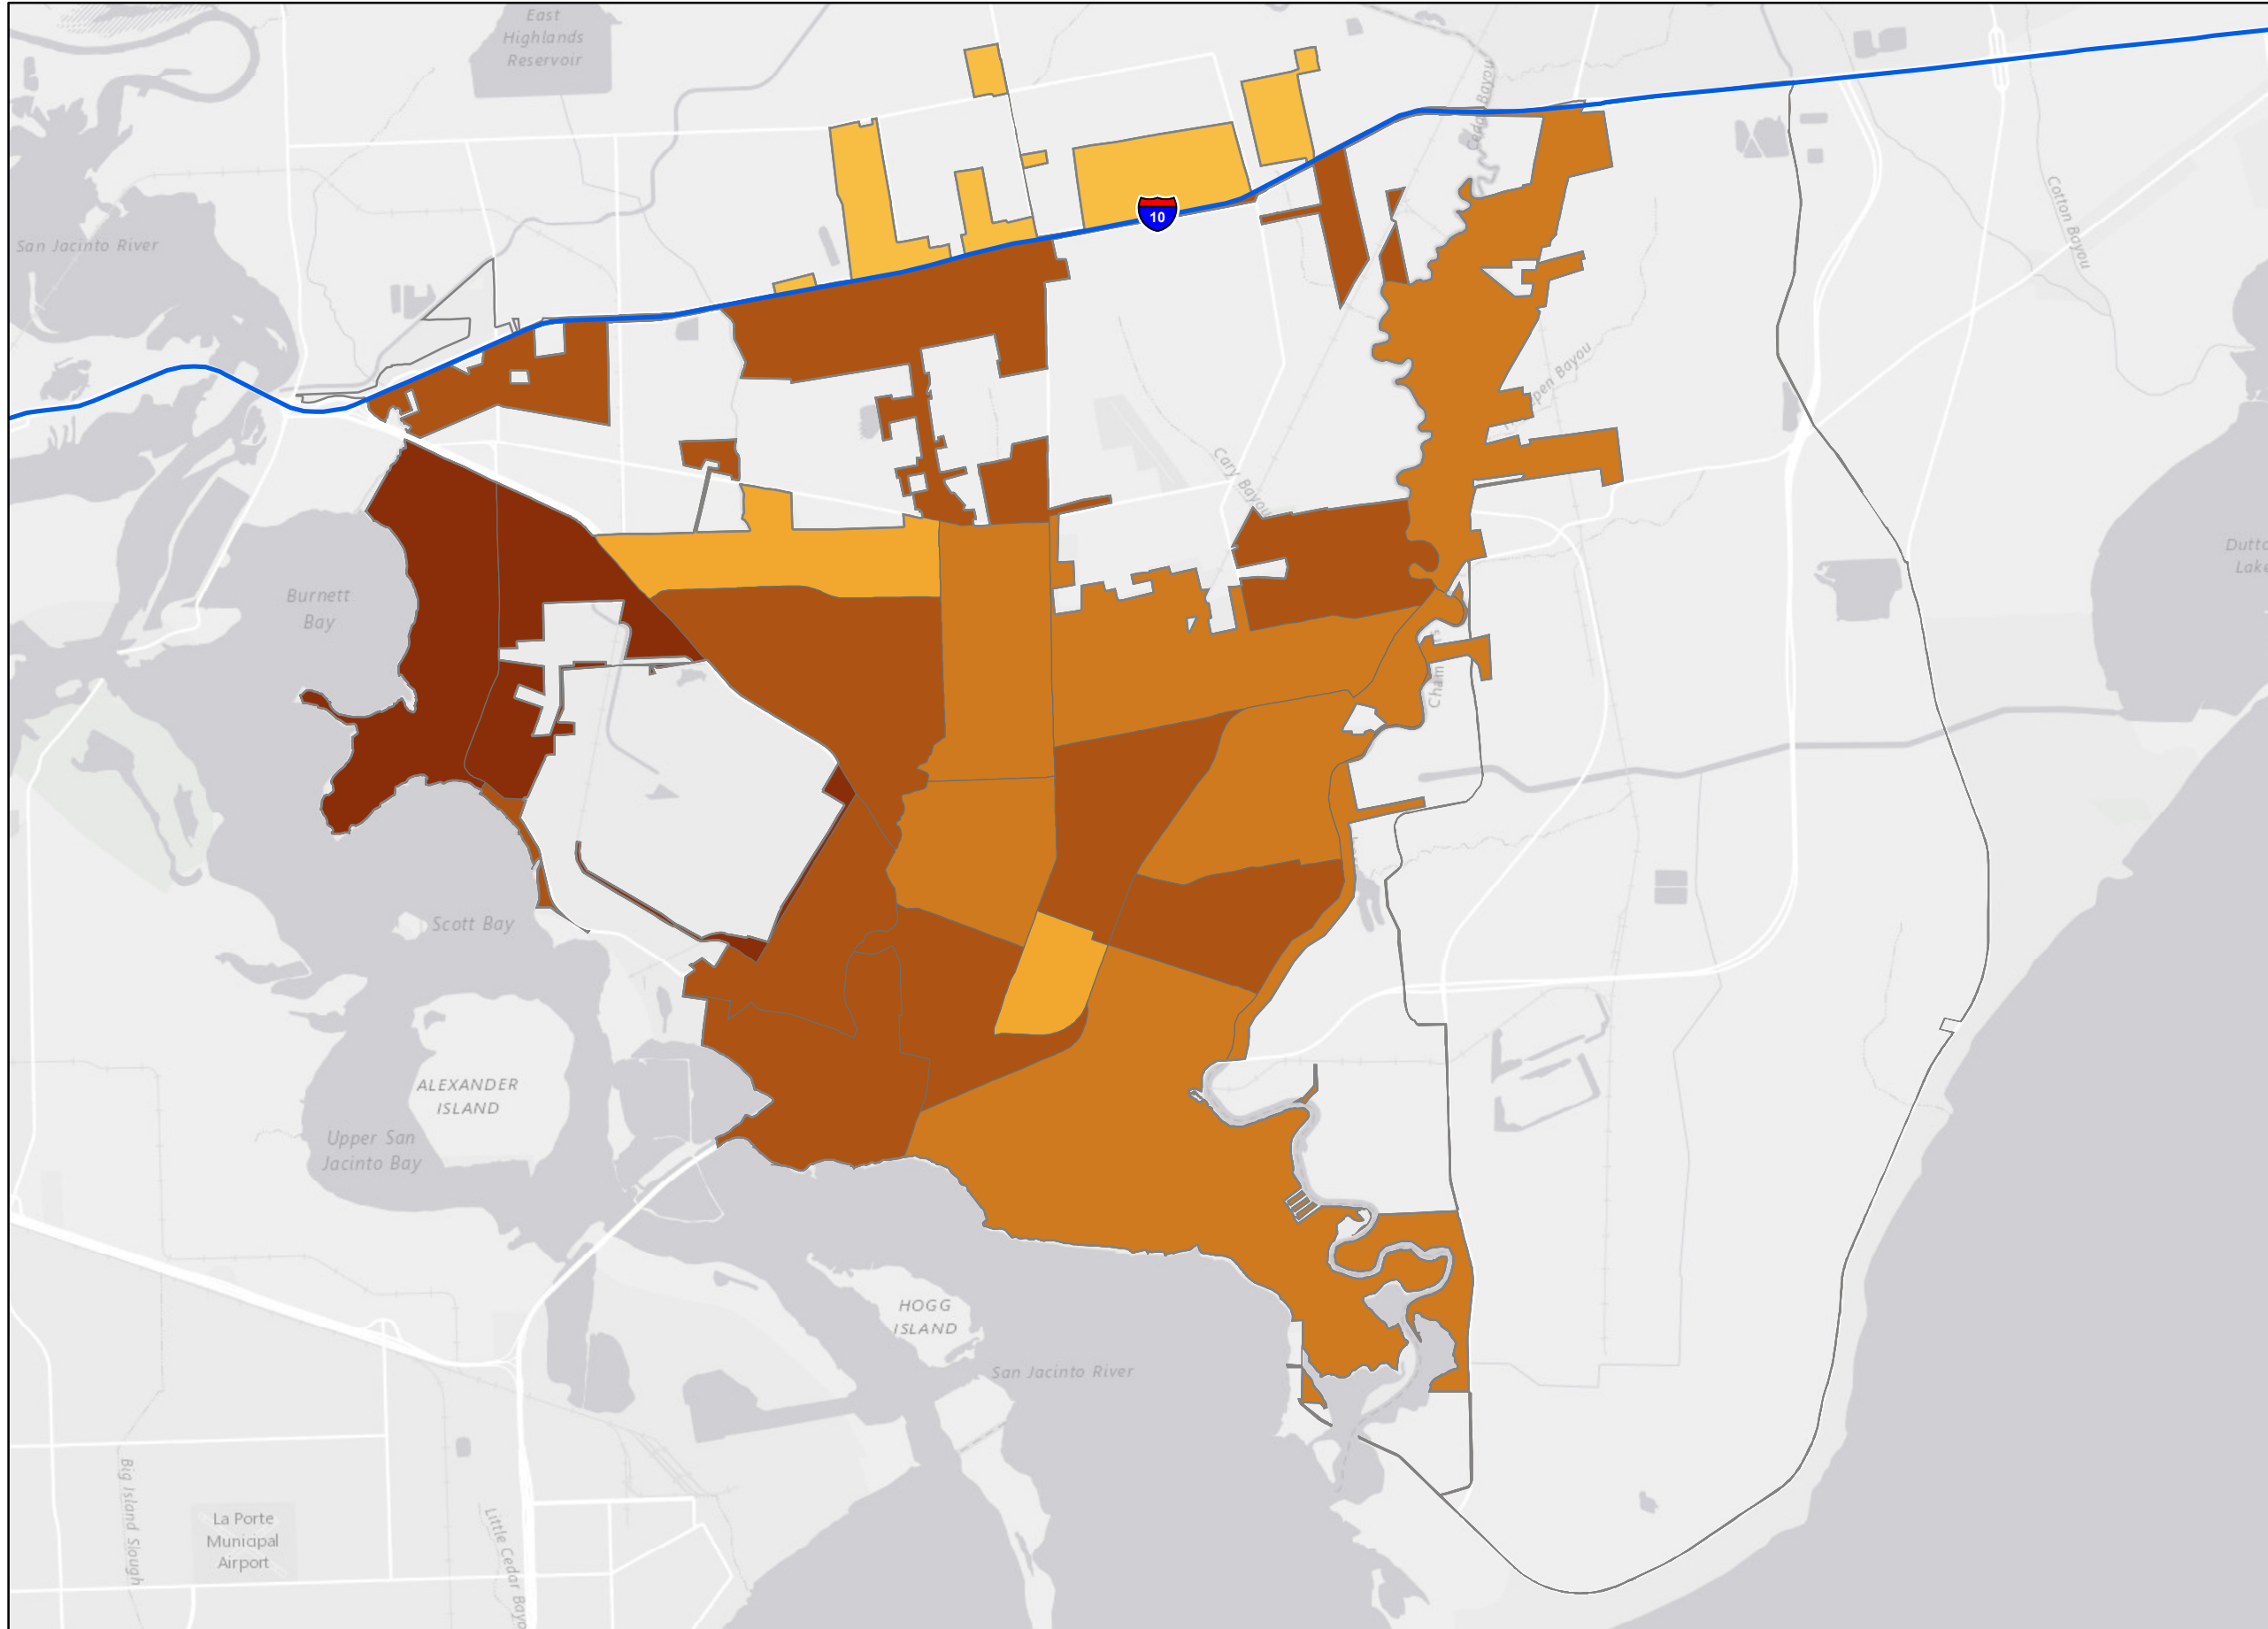 East
Highlands
Reservoir
Cedar Bayou
Cotton Bayou
San Jacinto River
10
Cary Bayou
Burnett
Bay
Lake
Scott Bay
ALEXANDER
ISLAND
Upper San
Jacinto Bay
HOGG
ISLAND
San Jacinto River
Big Island Slough
La Porte
Municipal
Airport
Little Cedar Bayo